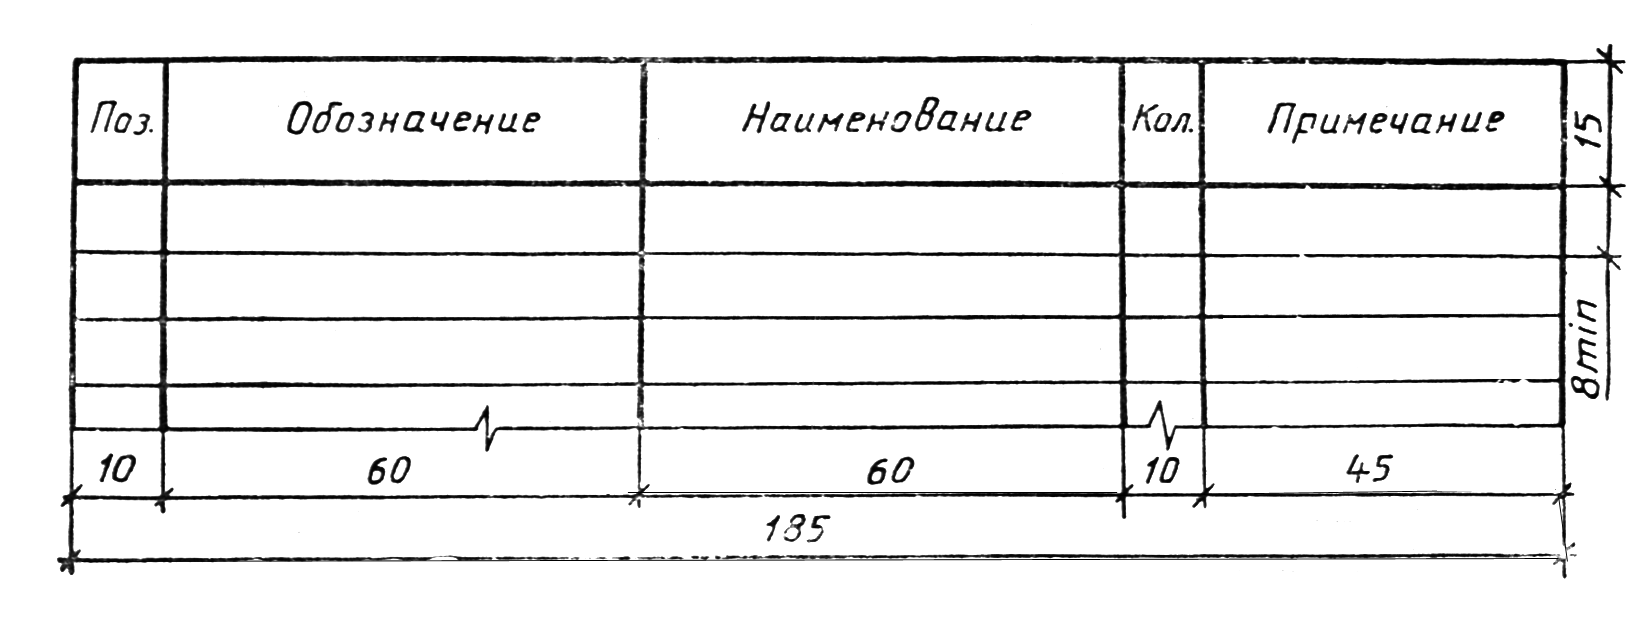 Поз. Обозначение Наименование Кол. Примечание 15
8min
10 60 60 10 45
185